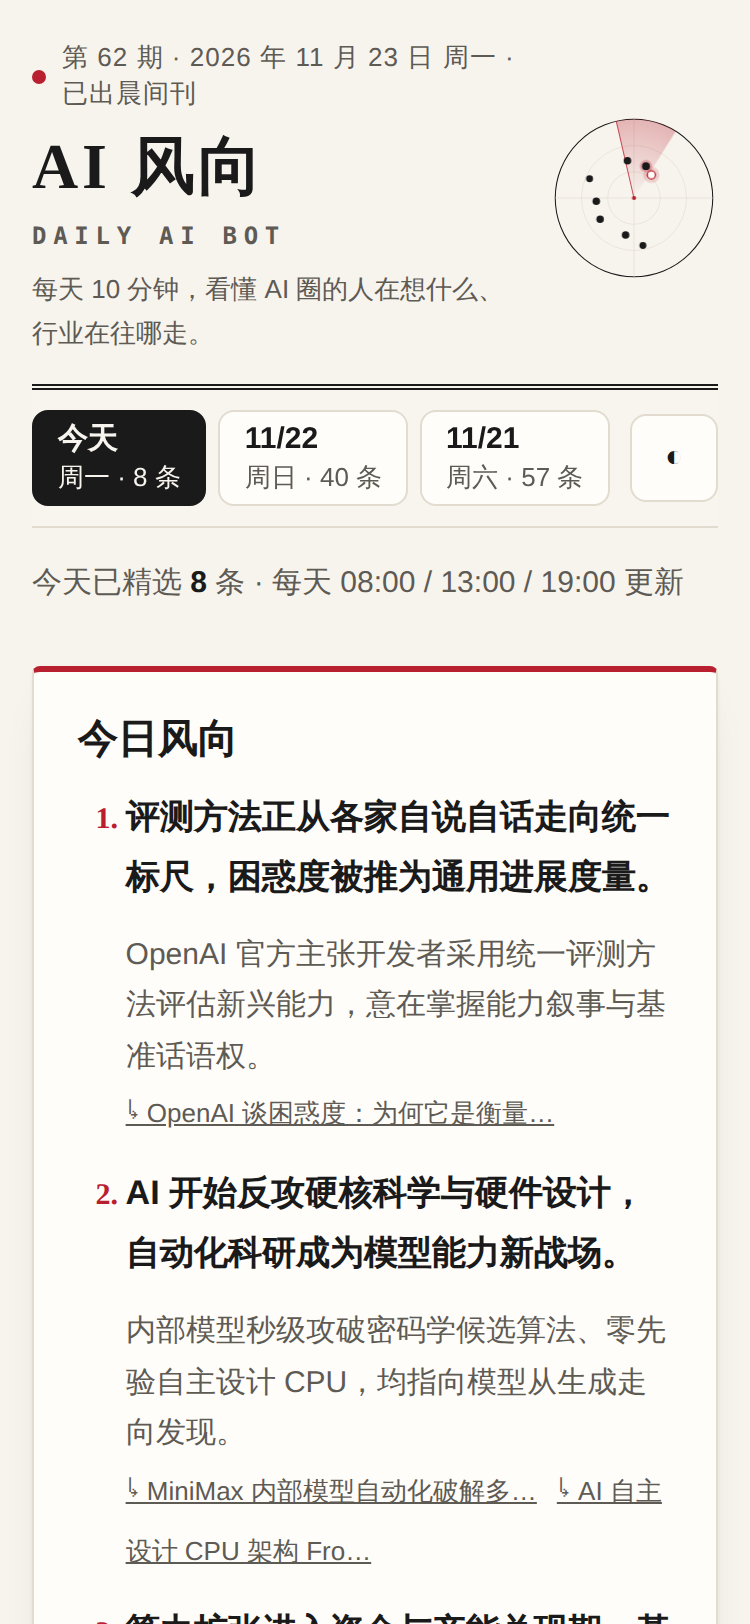 第 62 期 · 2026 年 11 月 23 日 周一 ·
已出晨间刊
AI 风向
DAILY AI BOT
每天 10 分钟，看懂 AI 圈的人在想什么、
行业在往哪走。
今天
周一 · 8 条
11/22
周日 · 40 条
11/21
周六 · 57 条
今天已精选 8 条 · 每天 08:00 / 13:00 / 19:00 更新
今日风向
1. 评测方法正从各家自说自话走向统一
标尺，困惑度被推为通用进展度量。
OpenAI 官方主张开发者采用统一评测方
法评估新兴能力，意在掌握能力叙事与基
准话语权。
↳ OpenAI 谈困惑度：为何它是衡量…
2. AI 开始反攻硬核科学与硬件设计，
自动化科研成为模型能力新战场。
内部模型秒级攻破密码学候选算法、零先
验自主设计 CPU，均指向模型从生成走
向发现。
↳ MiniMax 内部模型自动化破解多… ↳ AI 自主
设计 CPU 架构 Fro…